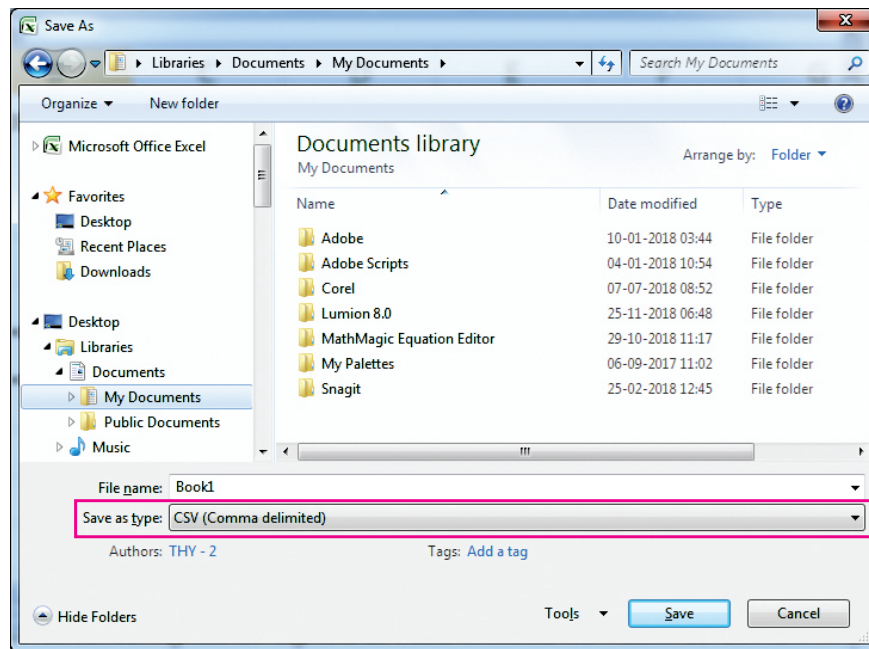 Save As
Libraries Documents My Documents Search My Documents
Organize New folder
Microsoft Office Excel
Favorites
Desktop
Recent Places
Downloads
Desktop
Libraries
Documents
My Documents
Public Documents
Music
Documents library
My Documents
Arrange by: Folder
Name Date modified Type
Adobe 10-01-2018 03:44 File folder
Adobe Scripts 04-01-2018 10:54 File folder
Corel 07-07-2018 08:52 File folder
Lumion 8.0 25-11-2018 06:48 File folder
MathMagic Equation Editor 29-10-2018 11:17 File folder
My Palettes 06-09-2017 11:02 File folder
Snagit 25-02-2018 12:45 File folder
File name: Book1
Save as type: CSV (Comma delimited)
Authors: THY - 2 Tags: Add a tag
Hide Folders Tools Save Cancel